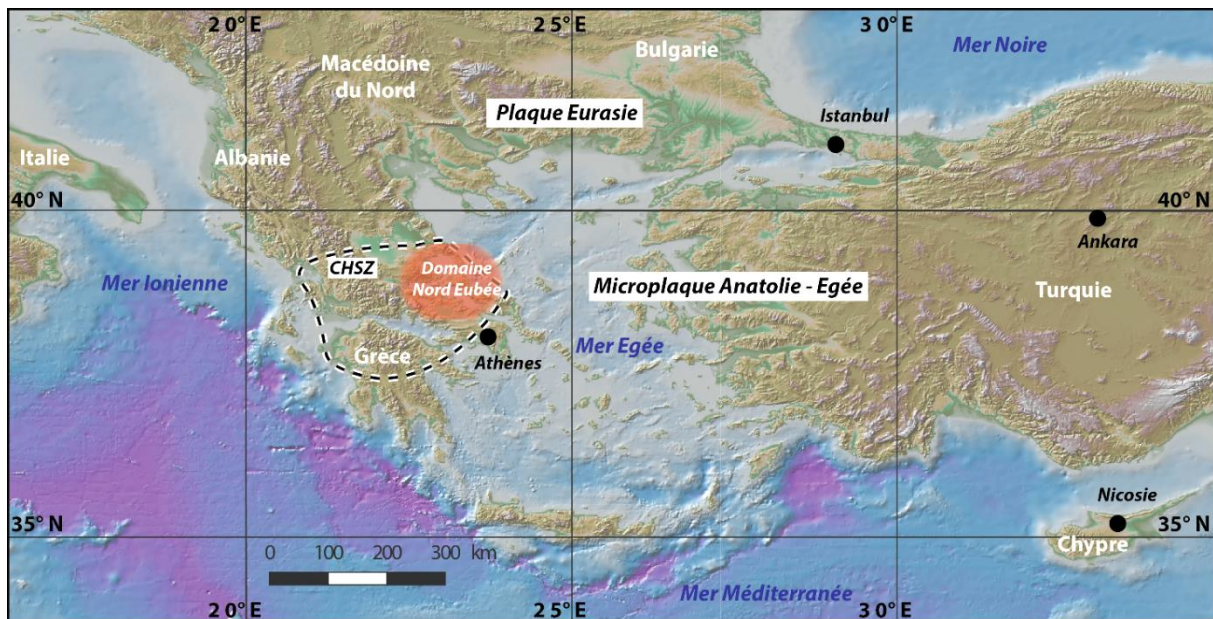 20°E
25°E
30°E
Bulgarie
Mer Noire
Macédoine
du Nord
Plaque Eurasie
Istanbul
Italie
Albanie
40°N
40°N
Ankara
CHSZ
Domaine
Nord Eubée
Mer Ionienne
Microplaque Anatolie - Egée
Turquie
Mer Egée
Grèce
Athènes
Nicosie
35°N
35°N
Chypre
0 100 200 300 km
Mer Méditerranée
20°E
25°E
30°E